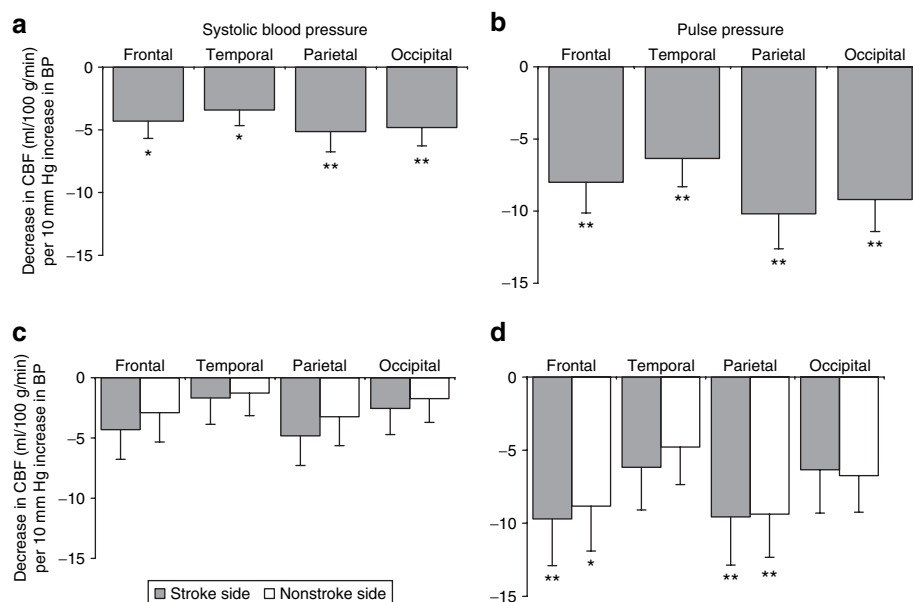 a
Systolic blood pressure
Frontal Temporal Parietal Occipital
0
−5
−10
−15
Decrease in CBF (ml/100 g/min)
per 10 mm Hg increase in BP
* * ** **
b
Pulse pressure
Frontal Temporal Parietal Occipital
0
−5
−10
−15
** ** ** **
c
Frontal Temporal Parietal Occipital
0
−5
−10
−15
Decrease in CBF (ml/100 g/min)
per 10 mm Hg increase in BP
Stroke side Nonstroke side
d
Frontal Temporal Parietal Occipital
0
−5
−10
−15
** * ** **